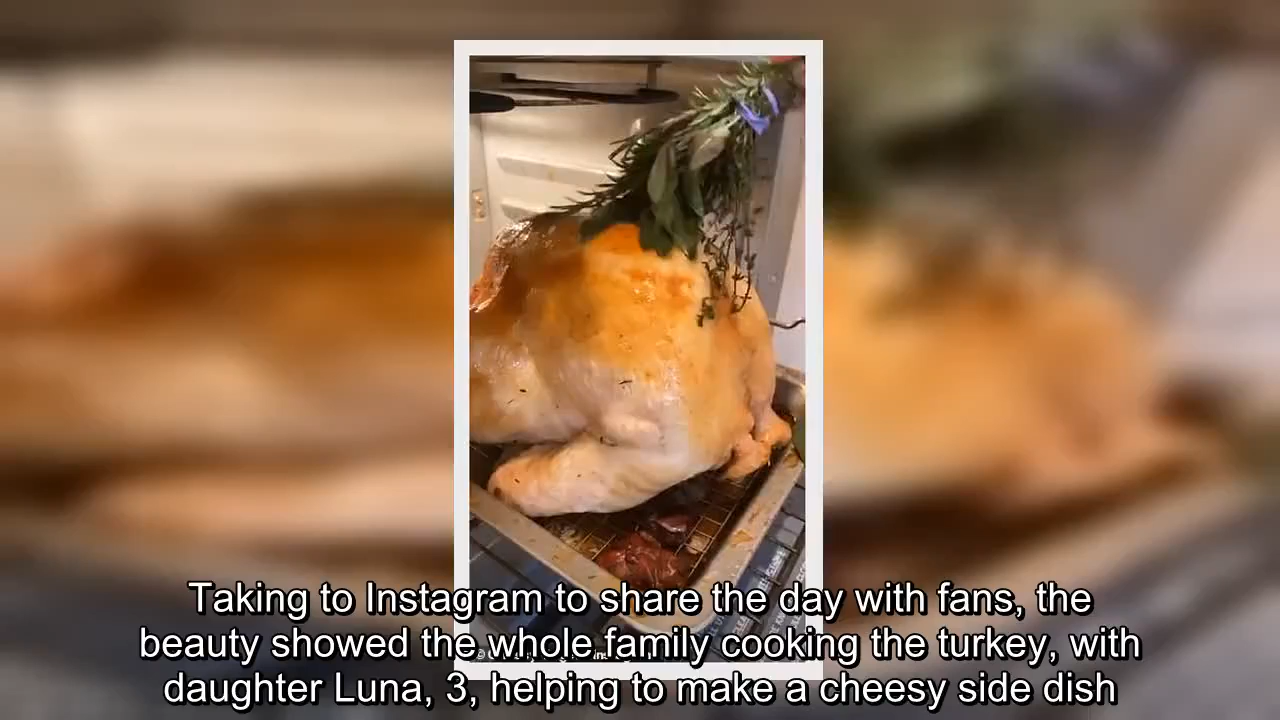 Taking to Instagram to share the day with fans, the
beauty showed the whole family cooking the turkey, with
daughter Luna, 3, helping to make a cheesy side dish